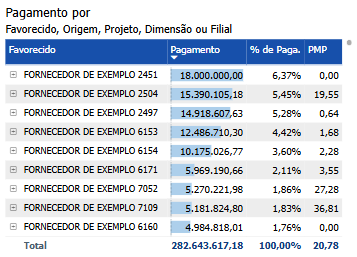 Pagamento por
Favorecido, Origem, Projeto, Dimensão ou Filial
Favorecido Pagamento % de Paga. PMP
FORNECEDOR DE EXEMPLO 2451 18.000.000,00 6,37% 0,00
FORNECEDOR DE EXEMPLO 2504 15.390.105,18 5,45% 19,55
FORNECEDOR DE EXEMPLO 2497 14.918.607,63 5,28% 0,64
FORNECEDOR DE EXEMPLO 6153 12.486.710,30 4,42% 1,68
FORNECEDOR DE EXEMPLO 6154 10.175.026,77 3,60% 2,28
FORNECEDOR DE EXEMPLO 6171 5.969.190,66 2,11% 3,55
FORNECEDOR DE EXEMPLO 7052 5.270.221,98 1,86% 27,28
FORNECEDOR DE EXEMPLO 7109 5.181.824,80 1,83% 36,81
FORNECEDOR DE EXEMPLO 6160 4.984.818,01 1,76% 0,00
Total 282.643.617,18 100,00% 20,78